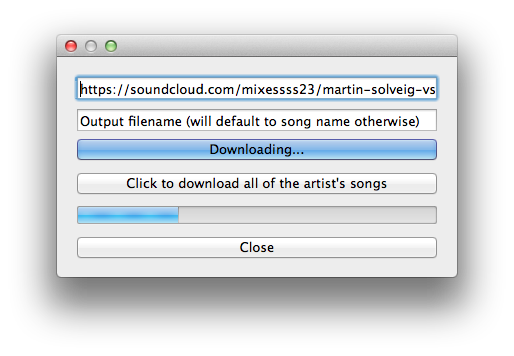 https://soundcloud.com/mixessss23/martin-solveig-vs
Output filename (will default to song name otherwise)
Downloading...
Click to download all of the artist's songs
Close